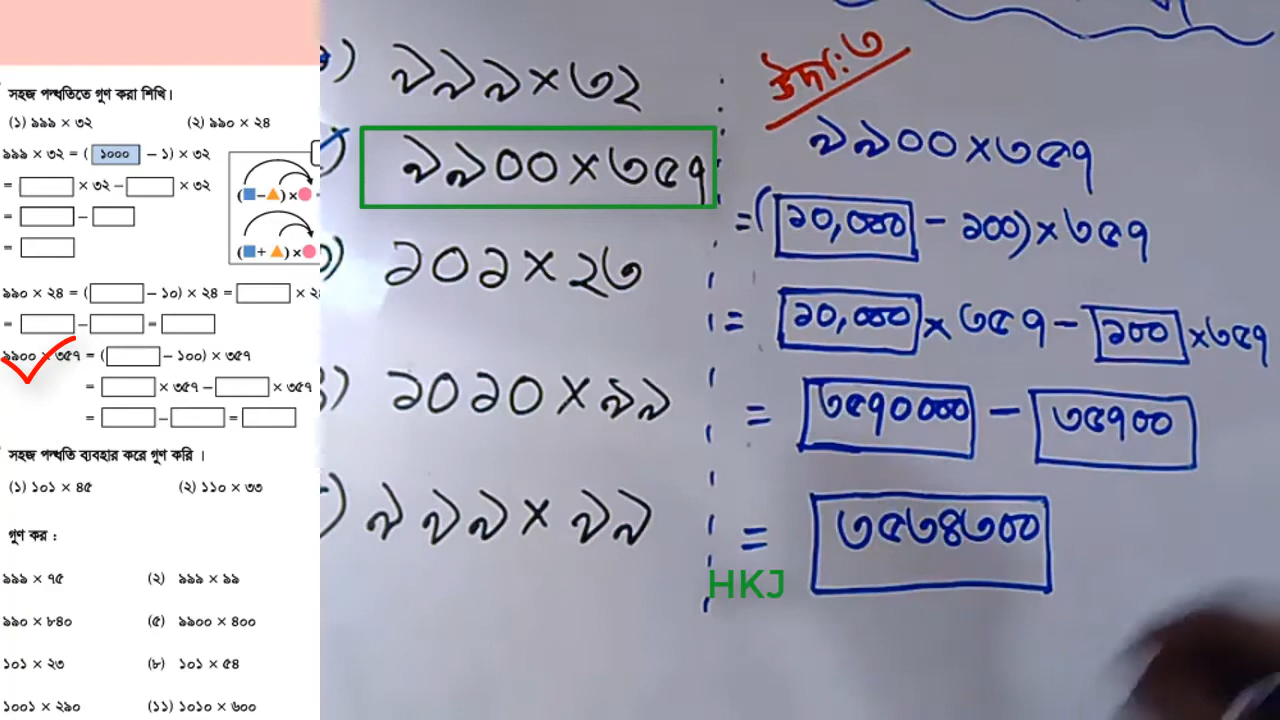 সহজ পদ্ধতিতে গুণ করা শিখি।
(১) ৯৯৯ × ৩২ (২) ৯৯০ × ২৪
৯৯৯ × ৩২ = ( ১০০০ – ১) × ৩২
= × ৩২ – × ৩২
= –
=
(■–▲)×●
(■+▲)×●
৯৯০ × ২৪ = ( – ১০) × ২৪ = × ২৪
= – =
৯৯০০ × ৩৫৭ = ( – ১০০) × ৩৫৭
= × ৩৫৭ – × ৩৫৭
= – =
সহজ পদ্ধতি ব্যবহার করে গুণ করি ।
(১) ১০১ × ৪৫ (২) ১১০ × ৩৩
গুণ কর :
৯৯৯ × ৭৫ (২) ৯৯৯ × ৯৯
৯৯০ × ৮৪০ (৫) ৯৯০০ × ৪০০
১০১ × ২৩ (৮) ১০১ × ৫৪
১০০১ × ২৯০ (১১) ১০১০ × ৬০০
) ৯৯৯ × ৩২
) ৯৯০০ × ৩৫৭
) ১০১ × ২৩
) ১০১০ × ৯৯
) ৯৯৯ × ৯৯
উদা: ৩
৯৯০০ × ৩৫৭
= (১০,০০০ – ১০০) × ৩৫৭
= ১০,০০০ × ৩৫৭ – ১০০ × ৩৫৭
= ৩৫৭০০০০ – ৩৫৭০০
= ৩৫৩৪৩০০
HKJ